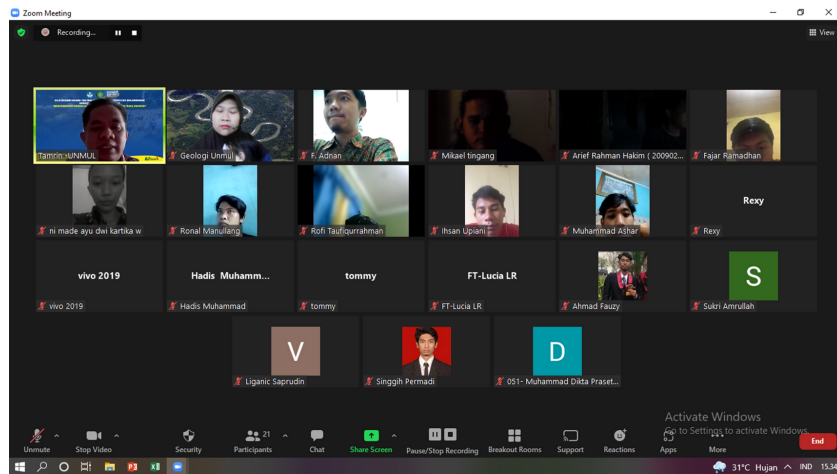 Zoom Meeting
Recording...
View
Tamrin -UNMUL
Geologi Unmul
F. Adnan
Mikael tingang
Arief Rahman Hakim ( 200902...
Fajar Ramadhan
ni made ayu dwi kartika w
Ronal Manullang
Rofi Taufiqurrahman
Ihsan Upiani
Muhammad Ashar
Rexy
Rexy
vivo 2019
vivo 2019
Hadis Muhamm...
Hadis Muhammad
tommy
tommy
FT-Lucia LR
FT-Lucia LR
Ahmad Fauzy
S
Sukri Amrullah
V
Liganic Saprudin
Singgih Permadi
D
051- Muhammad Dikta Praset...
Activate Windows
Go to Settings to activate Windows.
Unmute
Stop Video
Security
Participants
21
Chat
Share Screen
Pause/Stop Recording
Breakout Rooms
Support
Reactions
Apps
More
End
31°C Hujan
IND
15.34